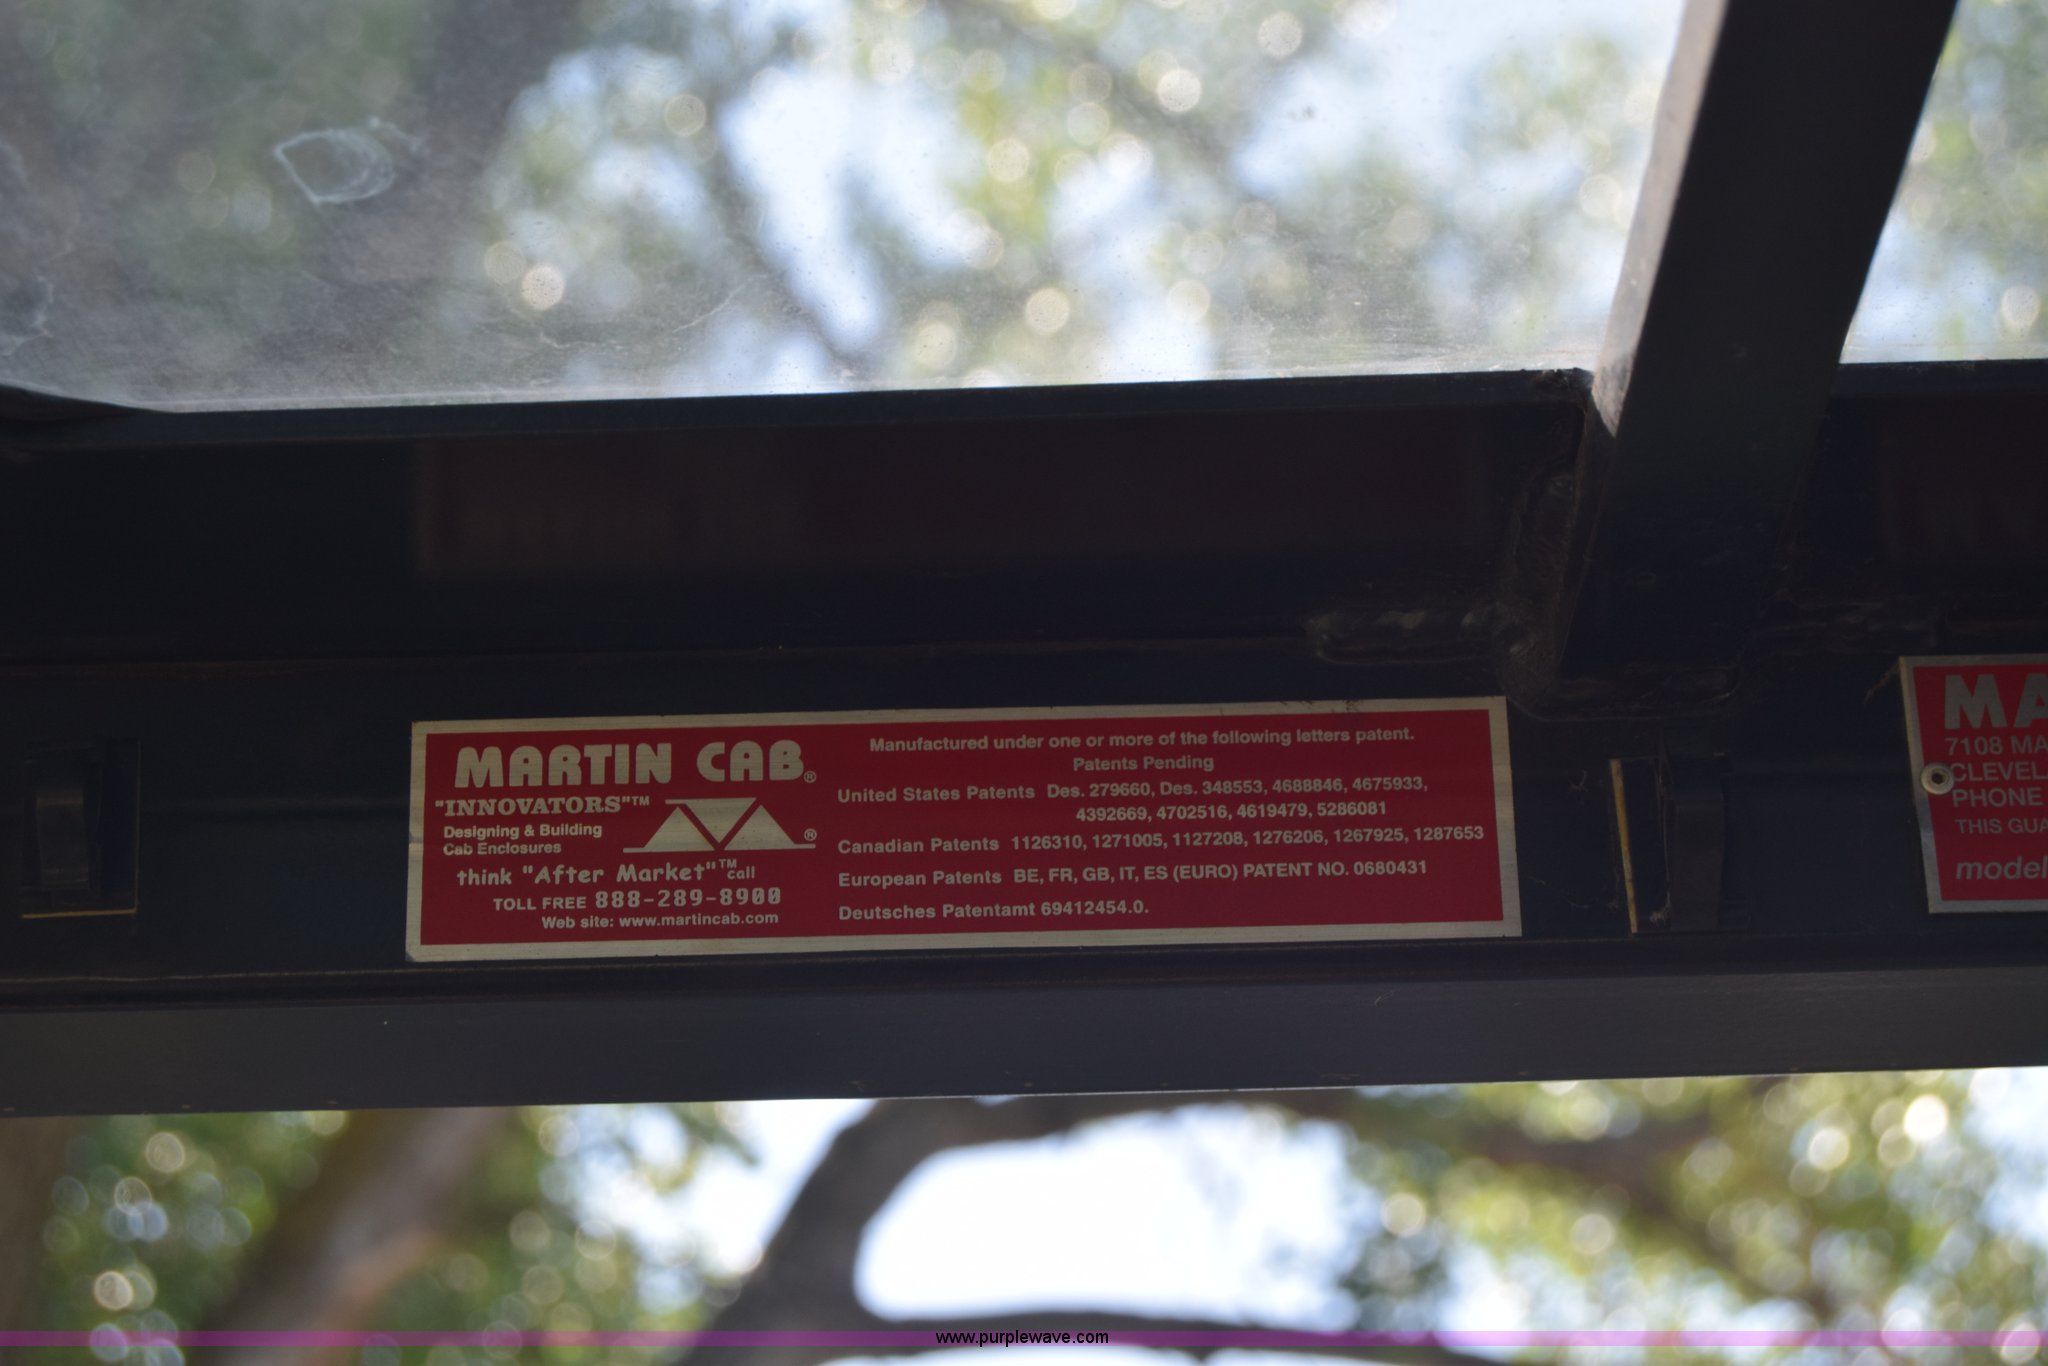 MARTIN CAB®
"INNOVATORS"™
Designing & Building
Cab Enclosures
®
think "After Market"™ call
TOLL FREE 888-289-8900
Web site: www.martincab.com
Manufactured under one or more of the following letters patent.
Patents Pending
United States Patents Des. 279660, Des. 348553, 4688846, 4675933,
4392669, 4702516, 4619479, 5286081
Canadian Patents 1126310, 1271005, 1127208, 1276206, 1267925, 1287653
European Patents BE, FR, GB, IT, ES (EURO) PATENT NO. 0680431
Deutsches Patentamt 69412454.0.
MA
7108 MA
CLEVEL
PHONE
THIS GUA
model
www.purplewave.com